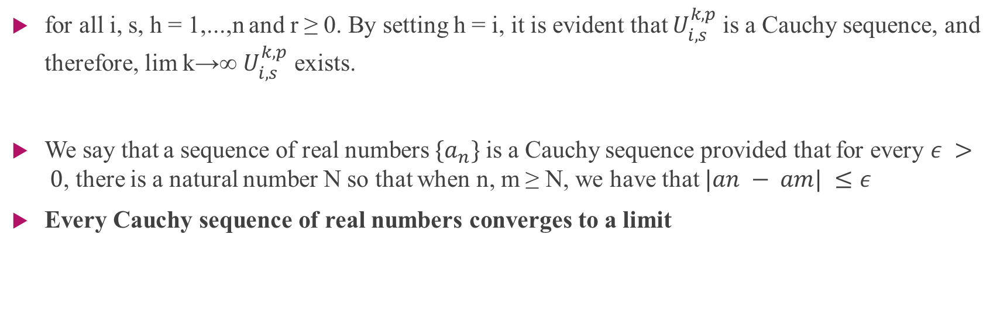 for all i, s, h = 1,...,n and r ≥ 0. By setting h = i, it is evident that $U_{i,s}^{k,p}$ is a Cauchy sequence, and
therefore, lim k→∞ $U_{i,s}^{k,p}$ exists.
We say that a sequence of real numbers {$a_n$} is a Cauchy sequence provided that for every ϵ >
0, there is a natural number N so that when n, m ≥ N, we have that |an − am| ≤ ϵ
Every Cauchy sequence of real numbers converges to a limit